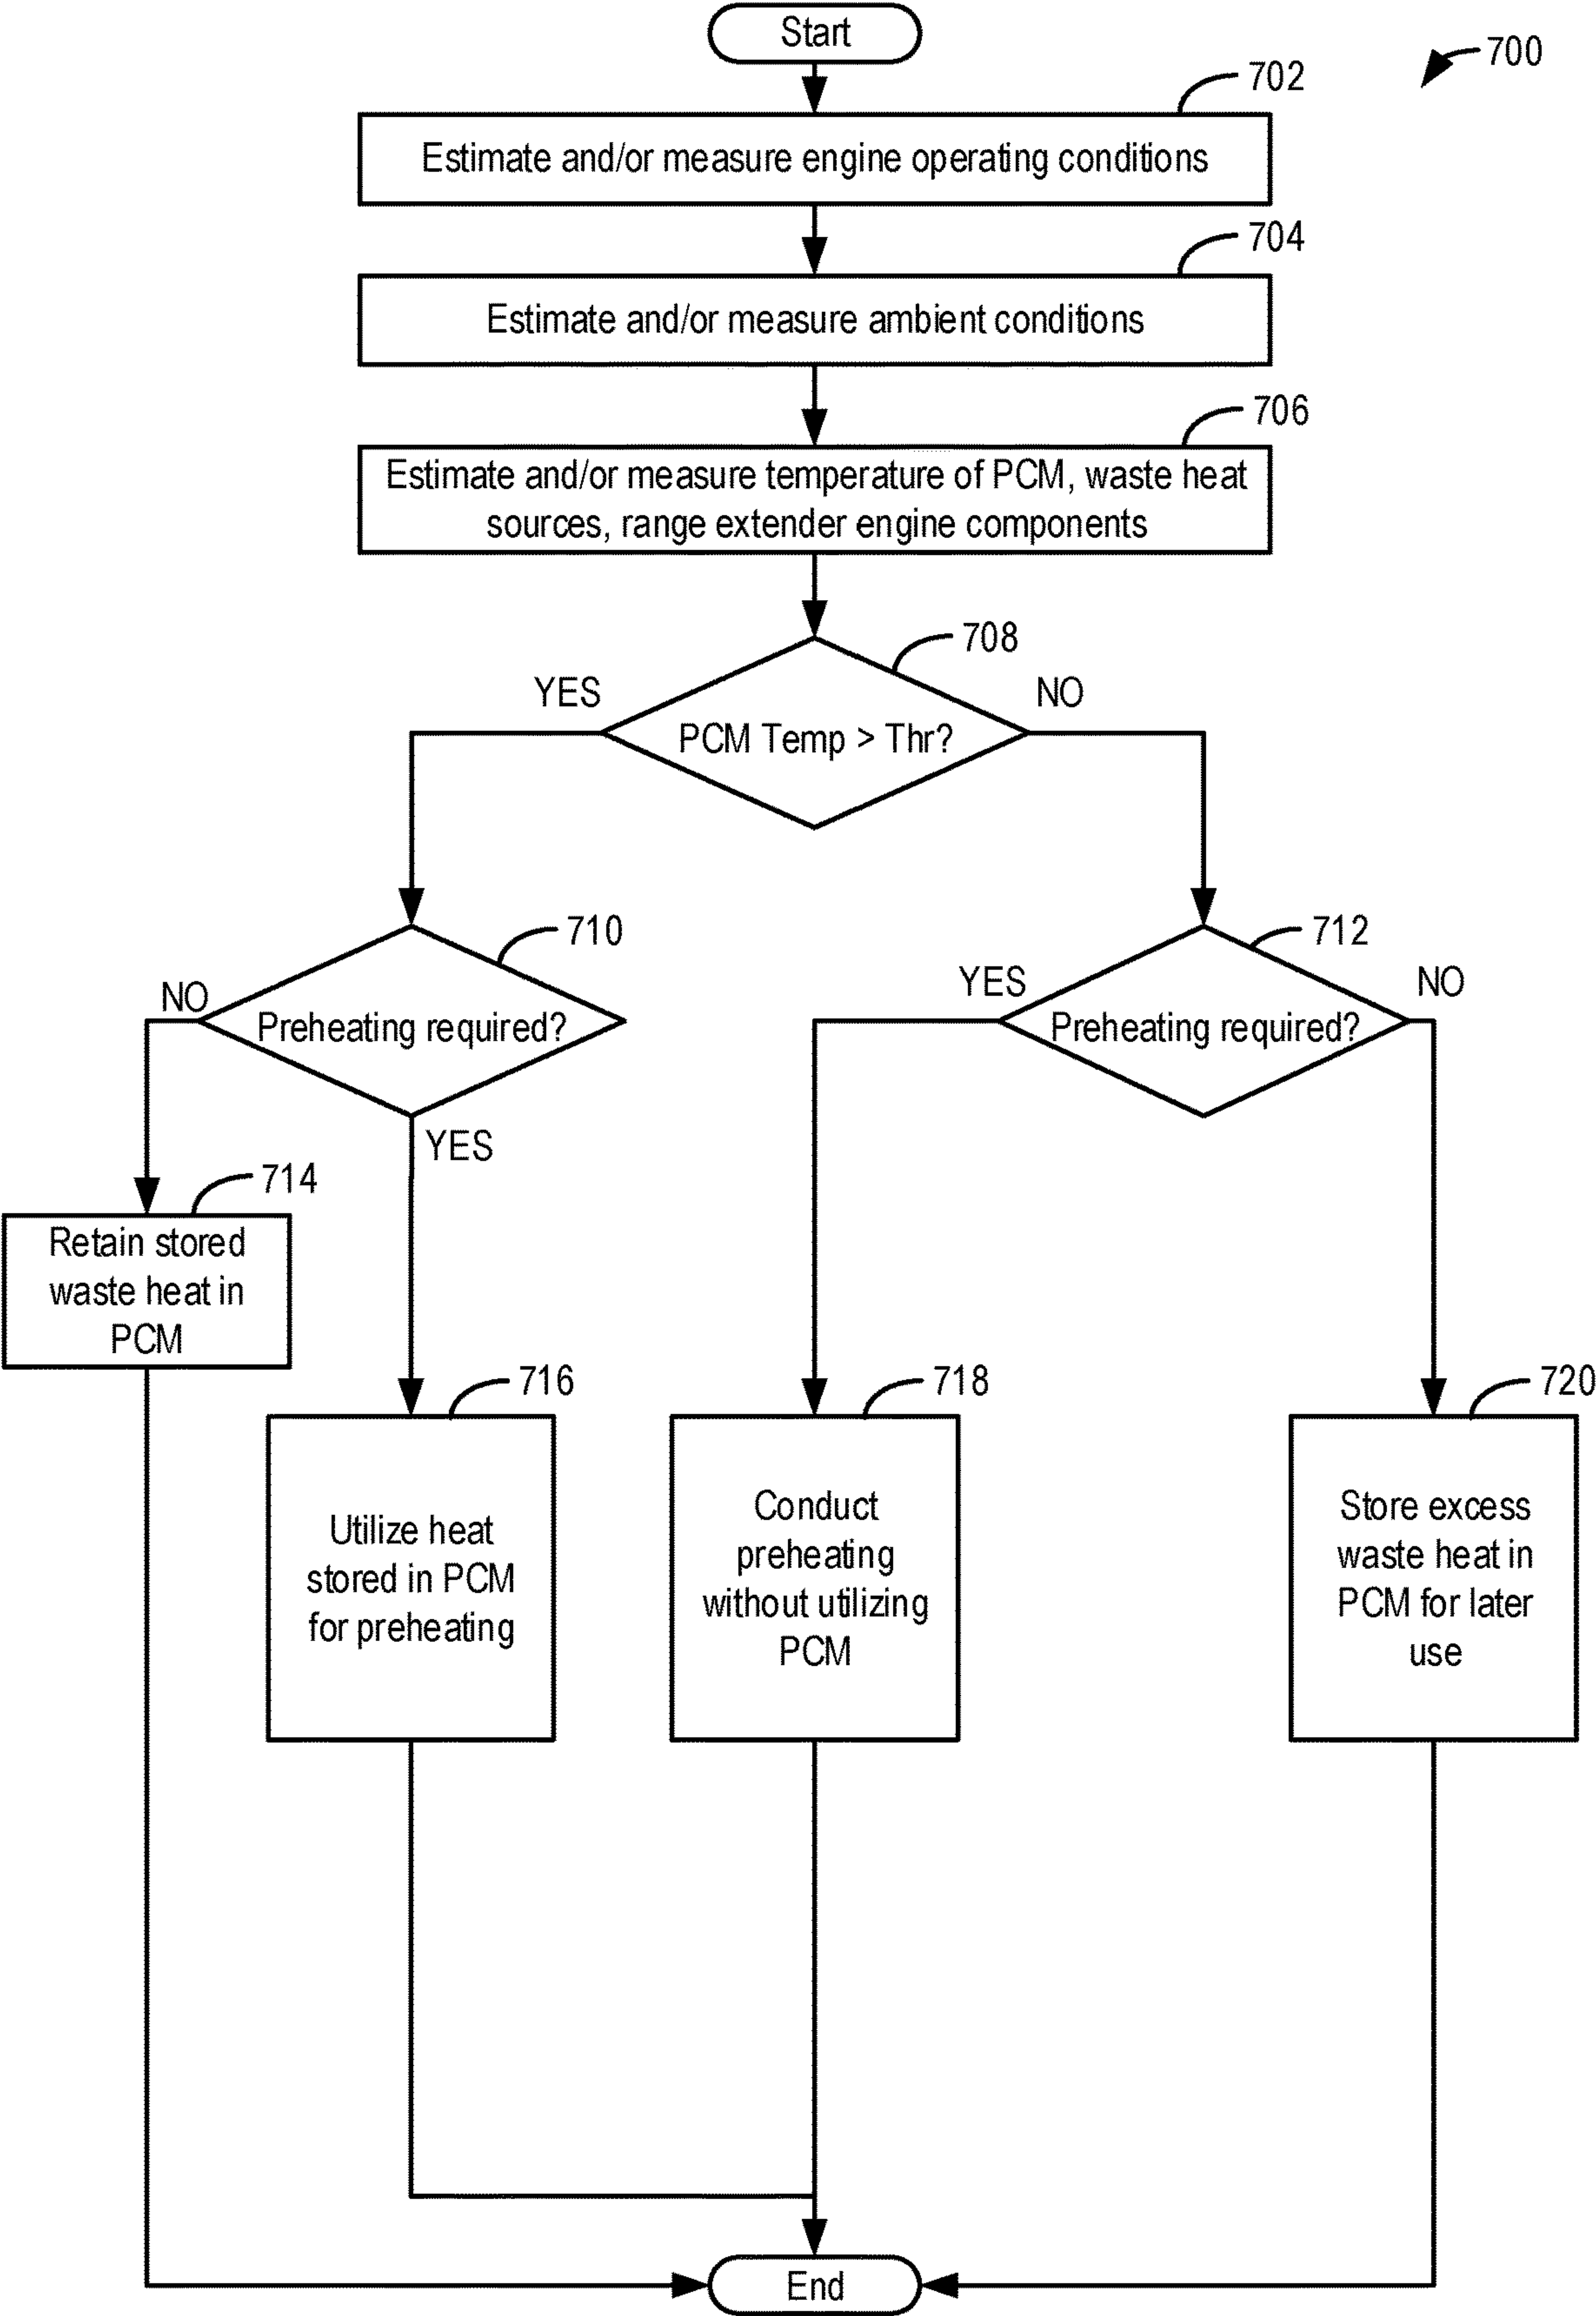 Start
700
702
Estimate and/or measure engine operating conditions
704
Estimate and/or measure ambient conditions
706
Estimate and/or measure temperature of PCM, waste heat
sources, range extender engine components
708
YES
NO
PCM Temp > Thr?
710
712
NO
Preheating required?
YES
YES
Preheating required?
NO
714
Retain stored
waste heat in
PCM
716
Utilize heat
stored in PCM
for preheating
718
Conduct
preheating
without utilizing
PCM
720
Store excess
waste heat in
PCM for later
use
End